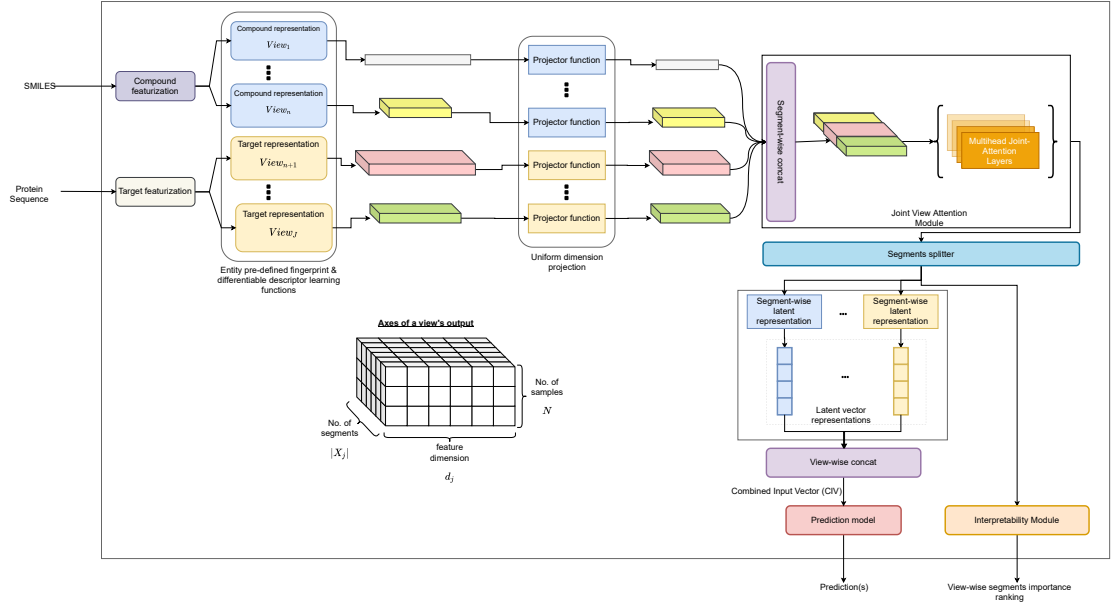 SMILES
Protein
Sequence
Compound
featurization
Target featurization
Compound representation
View₁
Compound representation
Viewₙ
Target representation
Viewₙ₊₁
Target representation
View_J
Entity pre-defined fingerprint &
differentiable descriptor learning
functions
Projector function
Projector function
Projector function
Projector function
Uniform dimension
projection
Segment-wise concat
Multihead Joint-
Attention
Layers
Joint View Attention
Module
Segments splitter
Segment-wise
latent
representation
...
Segment-wise
latent
representation
...
Latent vector
representations
View-wise concat
Combined Input Vector (CIV)
Prediction model
Interpretability Module
Prediction(s)
View-wise segments importance
ranking
Axes of a view's output
No. of
samples
N
No. of
segments
|X_j|
feature
dimension
d_j